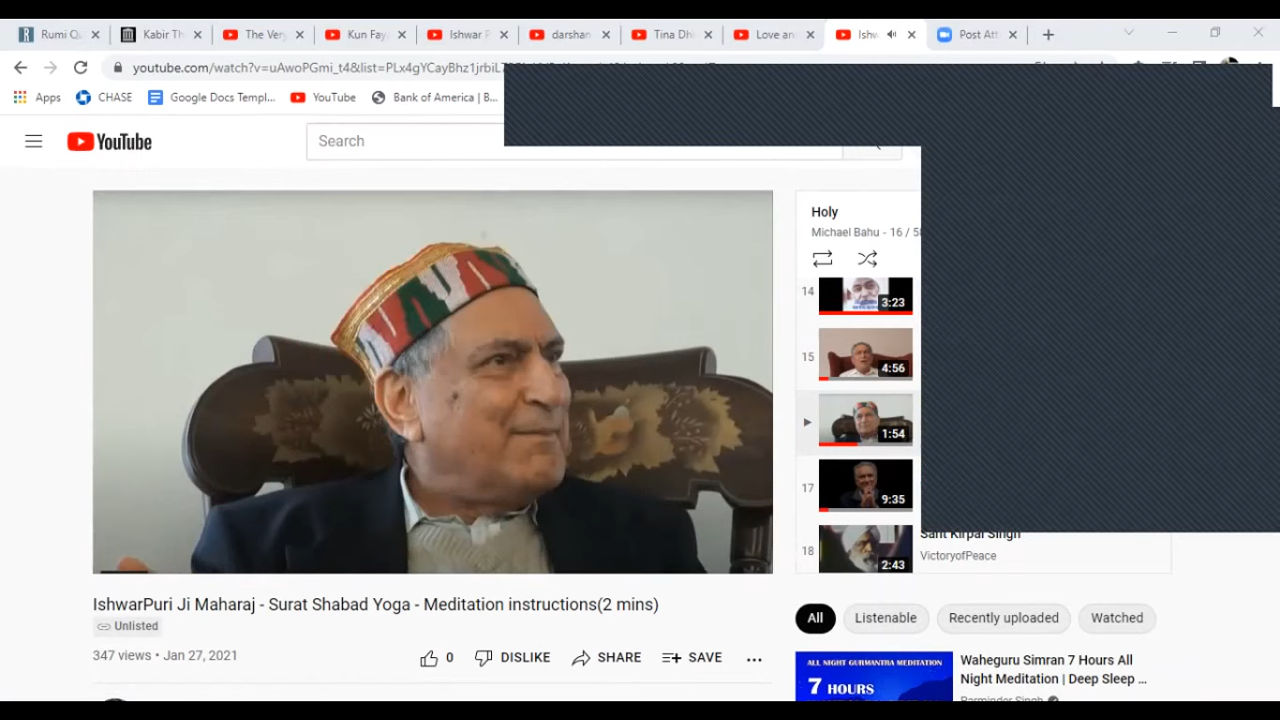 Rumi Q
Kabir Th
The Ver
Kun Fay
Ishwar P
darshan
Tina Dh
Love an
Ishw
Post Att
youtube.com/watch?v=uAwoPGmi_t4&list=PLx4gYCayBhz1jrbiL
Apps
CHASE
Google Docs Templ...
YouTube
Bank of America | B...
YouTube
Search
Holy
Michael Bahu - 16 / 5
14
3:23
15
4:56
1:54
17
9:35
18
2:43
Sant Kirpal Singh
VictoryofPeace
IshwarPuri Ji Maharaj - Surat Shabad Yoga - Meditation instructions(2 mins)
Unlisted
347 views • Jan 27, 2021
0
DISLIKE
SHARE
SAVE
All
Listenable
Recently uploaded
Watched
ALL NIGHT GURMANTRA MEDITATION
7 HOURS
Waheguru Simran 7 Hours All
Night Meditation | Deep Sleep ...
Parminder Singh